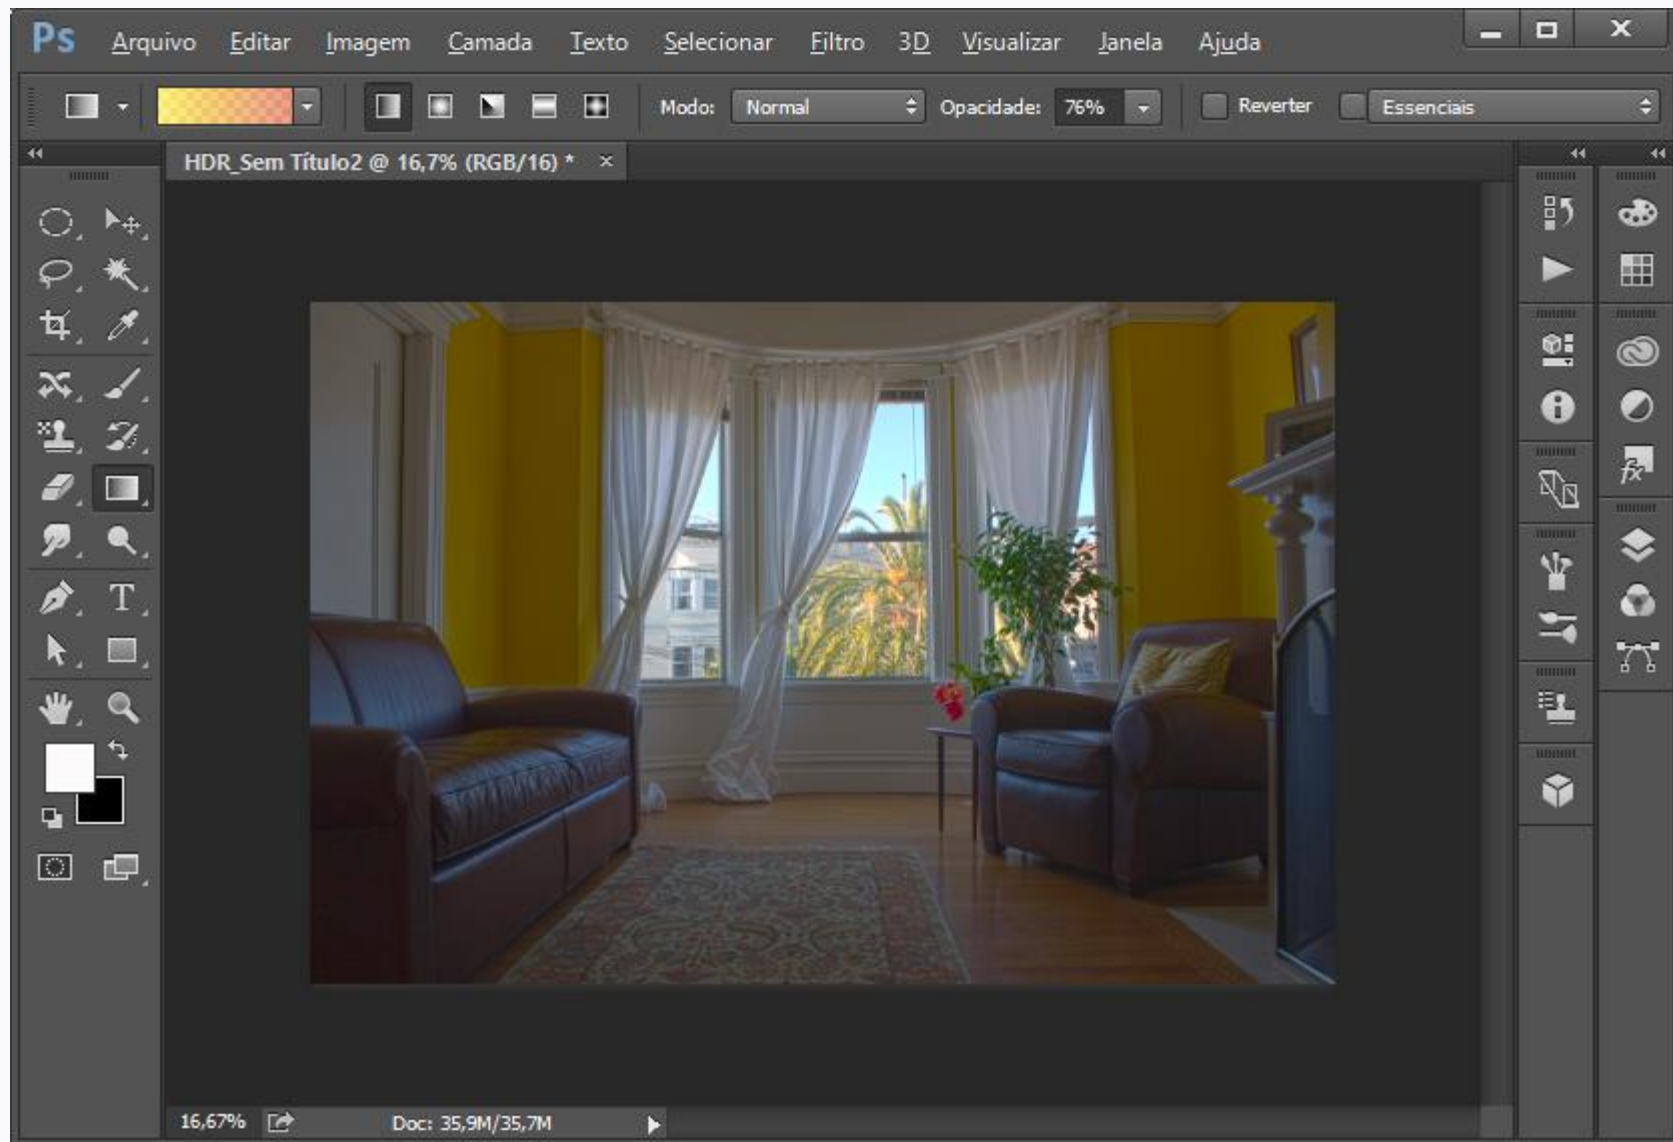 Ps Arquivo Editar Imagem Camada Texto Selecionar Filtro 3D Visualizar Janela Ajuda
Modo: Normal Opacidade: 76% Reverter Essenciais
HDR_Sem Título2 @ 16,7% (RGB/16) * ×
16,67% Doc: 35,9M/35,7M